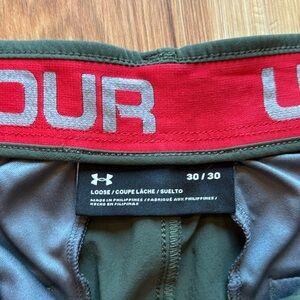 OUR U
30 / 30
LOOSE / COUPE LÂCHE / SUELTO
MADE IN PHILIPPINES / FABRIQUÉ AUX PHILIPPINES /
HECHO EN FILIPINAS